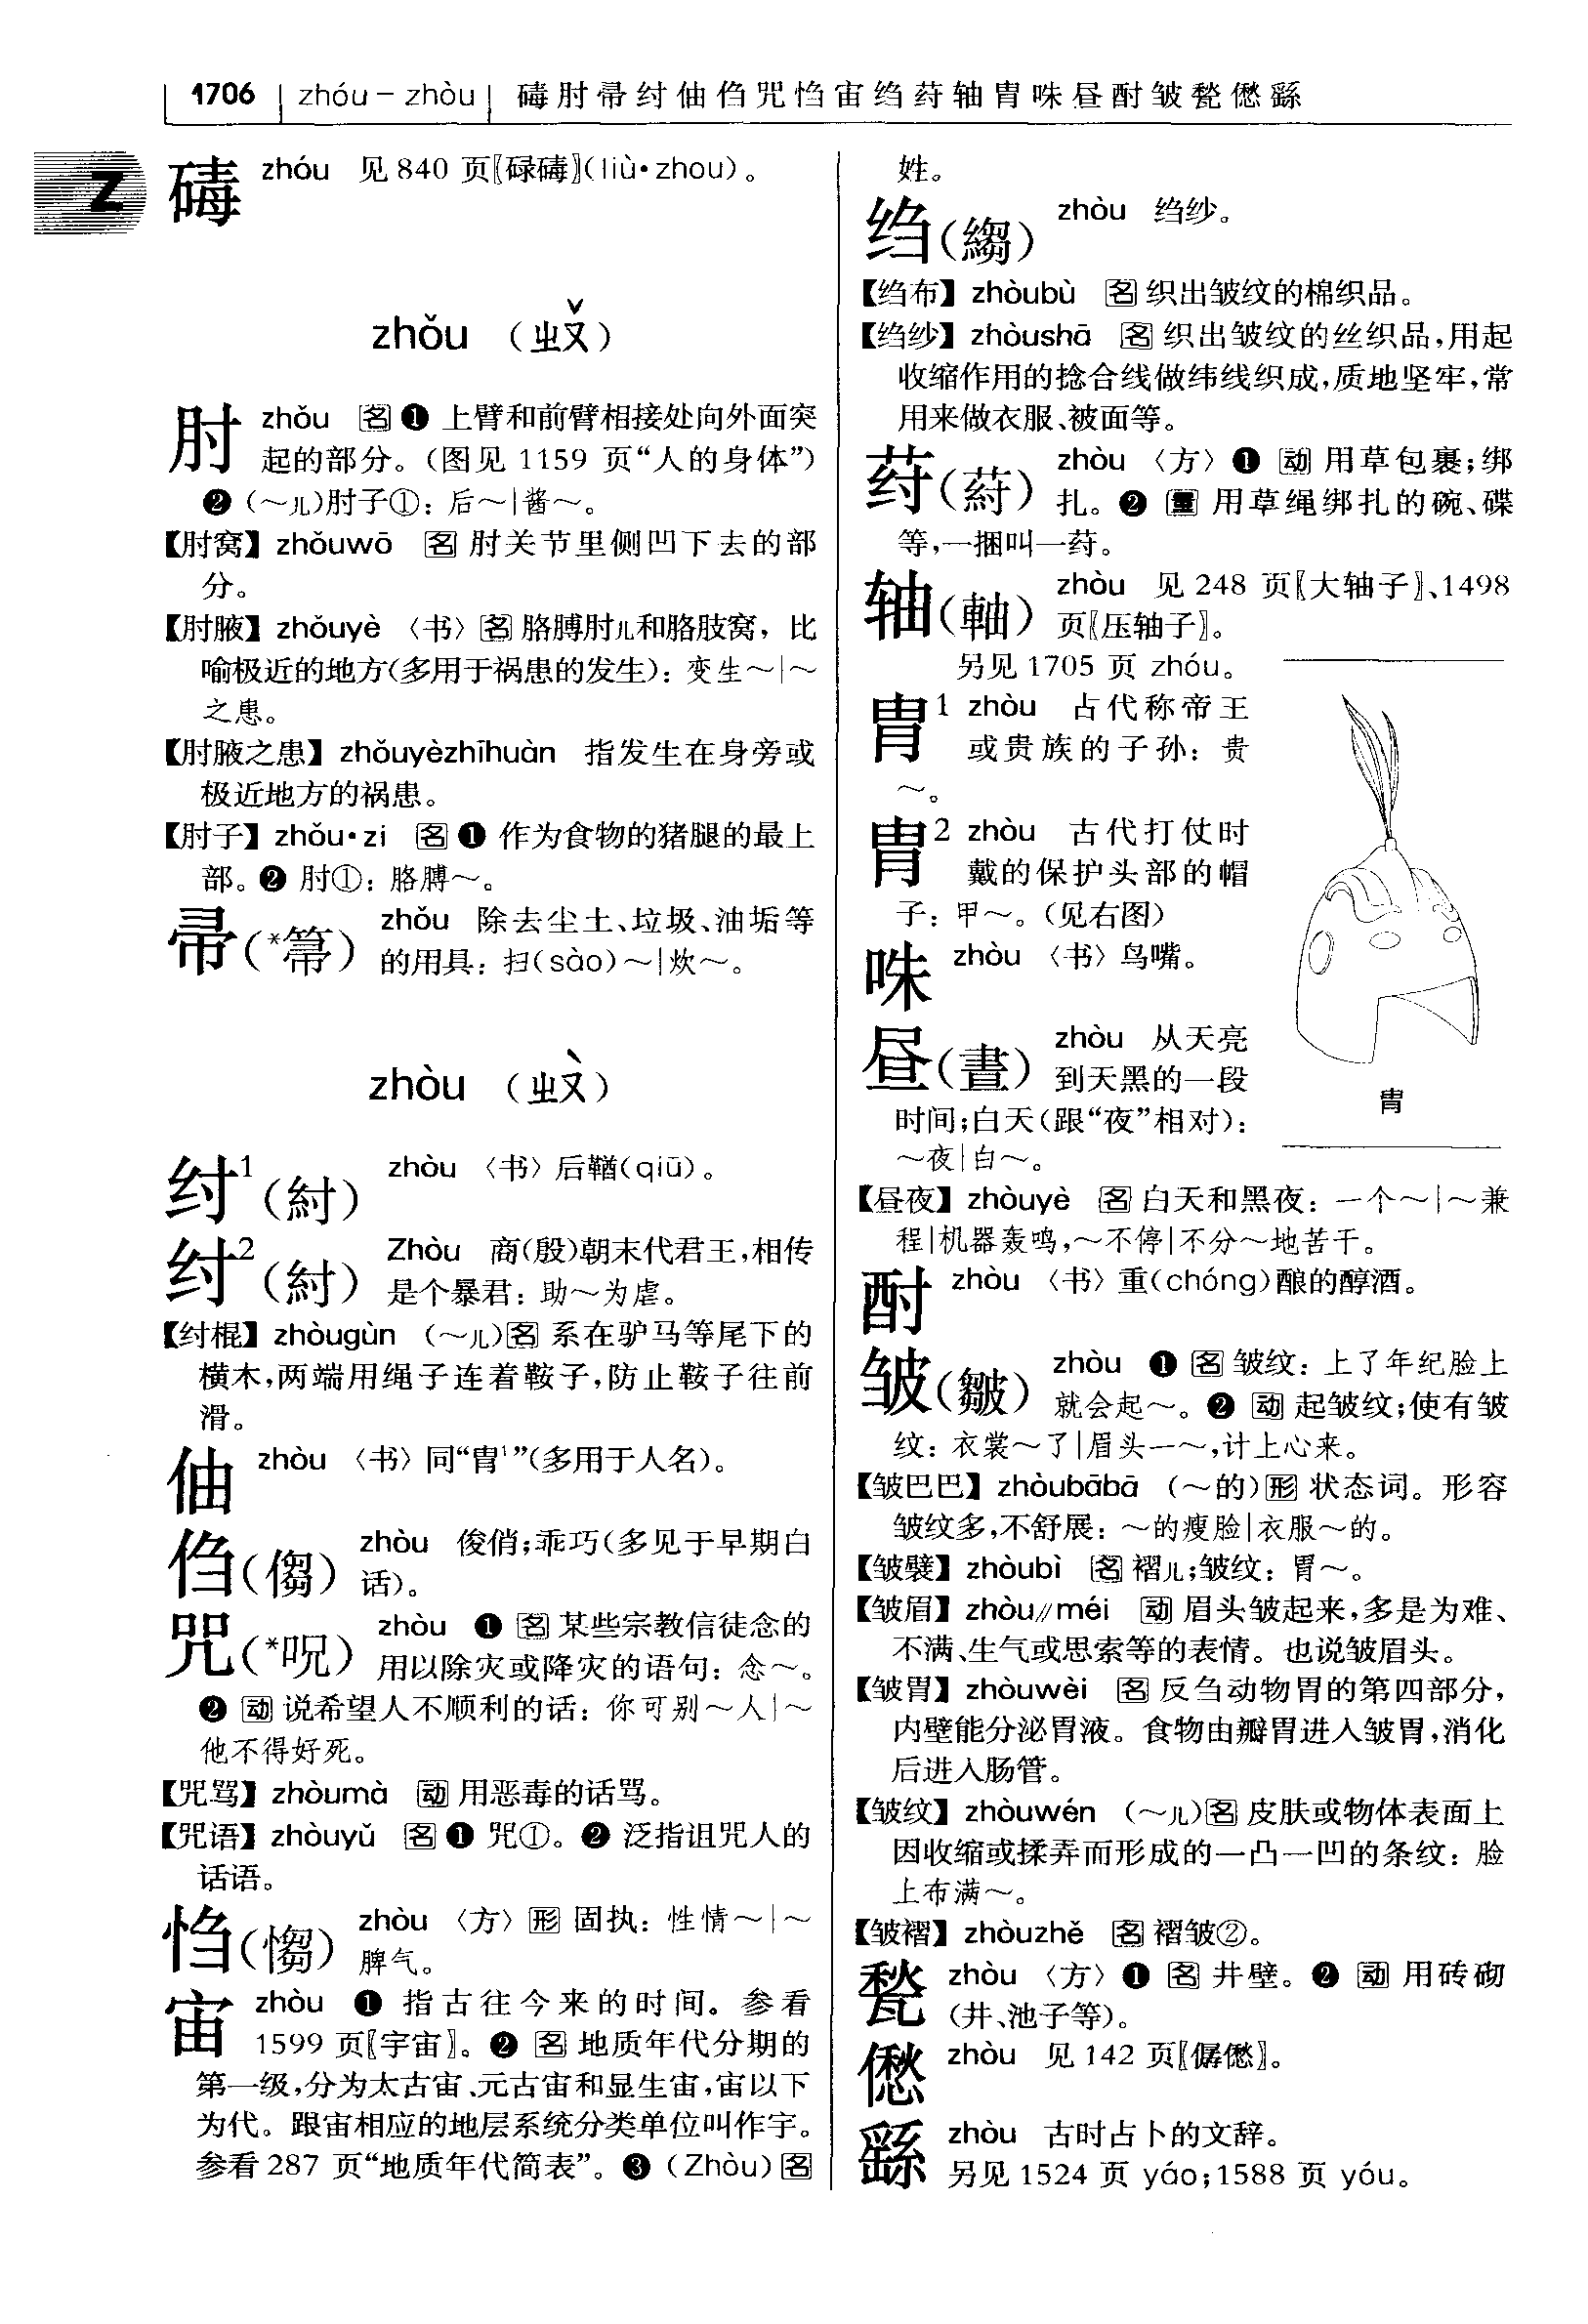 1706 zhóu－zhòu 碡肘帚纣伷㑇咒㤘宙绉荮轴胄咮昼酎皱甃僽繇
Z
碡 zhóu 见840页〖碌碡〗(liù•zhou)。
zhǒu （ㄓㄡˇ）
肘 zhǒu 名 ❶ 上臂和前臂相接处向外面突
起的部分。（图见1159页“人的身体”）
❷（～儿）肘子①：后～|酱～。
【肘窝】zhǒuwō 名 肘关节里侧凹下去的部
分。
【肘腋】zhǒuyè 〈书〉名 胳膊肘儿和胳肢窝，比
喻极近的地方（多用于祸患的发生）：变生～|～
之患。
【肘腋之患】zhǒuyèzhīhuàn 指发生在身旁或
极近地方的祸患。
【肘子】zhǒu•zi 名 ❶ 作为食物的猪腿的最上
部。❷ 肘①：胳膊～。
帚（*箒） zhǒu 除去尘土、垃圾、油垢等
的用具：扫(sào)～|炊～。
zhòu （ㄓㄡˋ）
纣¹（紂） zhòu 〈书〉后鞧(qiū)。
纣²（紂） Zhòu 商（殷）朝末代君王，相传
是个暴君：助～为虐。
【纣棍】zhòugùn （～儿）名 系在驴马等尾下的
横木，两端用绳子连着鞍子，防止鞍子往前
滑。
伷 zhòu 〈书〉同“胄¹”（多用于人名）。
㑇（㑳） zhòu 俊俏；乖巧（多见于早期白
话）。
咒（*呪） zhòu ❶ 名 某些宗教信徒念的
用以除灾或降灾的语句：念～。
❷ 动 说希望人不顺利的话：你可别～人|～
他不得好死。
【咒骂】zhòumà 动 用恶毒的话骂。
【咒语】zhòuyǔ 名 ❶ 咒①。❷ 泛指诅咒人的
话语。
㤘（㥮） zhòu 〈方〉形 固执：性情～|～
脾气。
宙 zhòu ❶ 指古往今来的时间。参看
1599页〖宇宙〗。❷ 名 地质年代分期的
第一级，分为太古宙、元古宙和显生宙，宙以下
为代。跟宙相应的地层系统分类单位叫作宇。
参看287页“地质年代简表”。❸（Zhòu）名
姓。
绉（縐） zhòu 绉纱。
【绉布】zhòubù 名 织出皱纹的棉织品。
【绉纱】zhòushā 名 织出皱纹的丝织品，用起
收缩作用的捻合线做纬线织成，质地坚牢，常
用来做衣服、被面等。
荮（葤） zhòu 〈方〉❶ 动 用草包裹；绑
扎。❷ 量 用草绳绑扎的碗、碟
等，一捆叫一荮。
轴（軸） zhòu 见248页〖大轴子〗、1498
页〖压轴子〗。
另见1705页 zhóu。
胄¹ zhòu 古代称帝王
或贵族的子孙：贵
～。
胄² zhòu 古代打仗时
戴的保护头部的帽
子：甲～。（见右图）
胄
咮 zhòu 〈书〉鸟嘴。
昼（晝） zhòu 从天亮
到天黑的一段
时间；白天（跟“夜”相对）：
～夜|白～。
【昼夜】zhòuyè 名 白天和黑夜：一个～|～兼
程|机器轰鸣，～不停|不分～地苦干。
酎 zhòu 〈书〉重(chóng)酿的醇酒。
皱（皺） zhòu ❶ 名 皱纹：上了年纪脸上
就会起～。❷ 动 起皱纹；使有皱
纹：衣裳～了|眉头一～，计上心来。
【皱巴巴】zhòubābā （～的）形 状态词。形容
皱纹多，不舒展：～的瘦脸|衣服～的。
【皱襞】zhòubì 名 褶儿；皱纹：胃～。
【皱眉】zhòu//méi 动 眉头皱起来，多是为难、
不满、生气或思索等的表情。也说皱眉头。
【皱胃】zhòuwèi 名 反刍动物胃的第四部分，
内壁能分泌胃液。食物由瓣胃进入皱胃，消化
后进入肠管。
【皱纹】zhòuwén （～儿）名 皮肤或物体表面上
因收缩或揉弄而形成的一凸一凹的条纹：脸
上布满～。
【皱褶】zhòuzhě 名 褶皱②。
甃 zhòu 〈方〉❶ 名 井壁。❷ 动 用砖砌
（井、池子等）。
僽 zhòu 见142页〖僝僽〗。
繇 zhòu 古时占卜的文辞。
另见1524页 yáo；1588页 yóu。